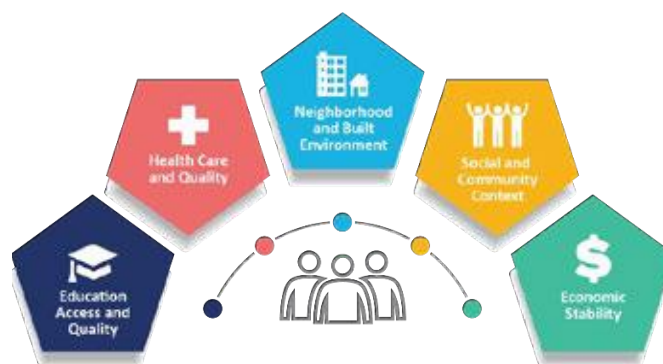 Education
Access and
Quality
Health Care
and Quality
Neighborhood
and Built
Environment
Social and
Community
Context
Economic
Stability